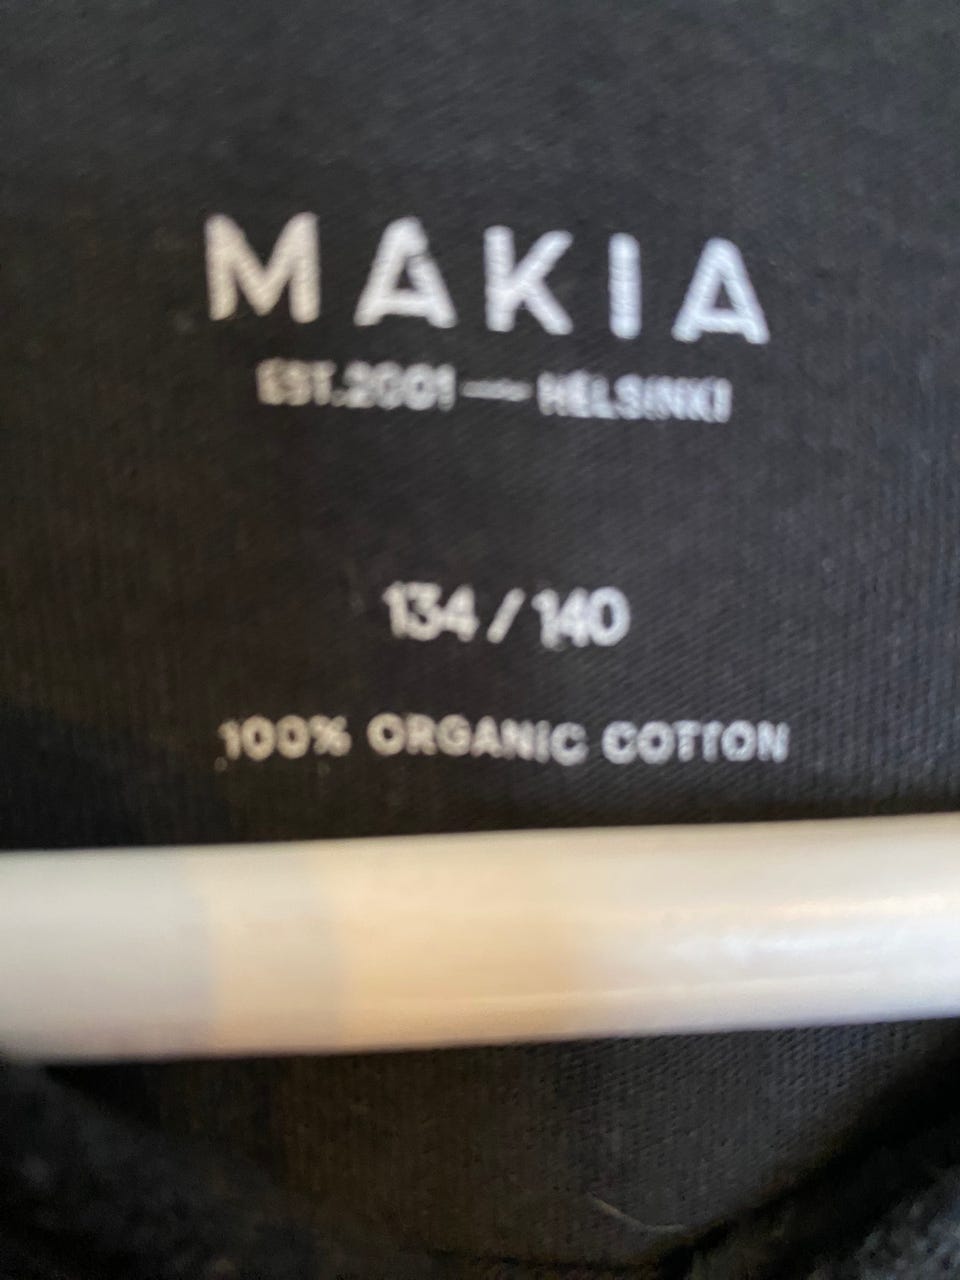 MAKIA
EST.2001 — HELSINKI
134 / 140
100% ORGANIC COTTON